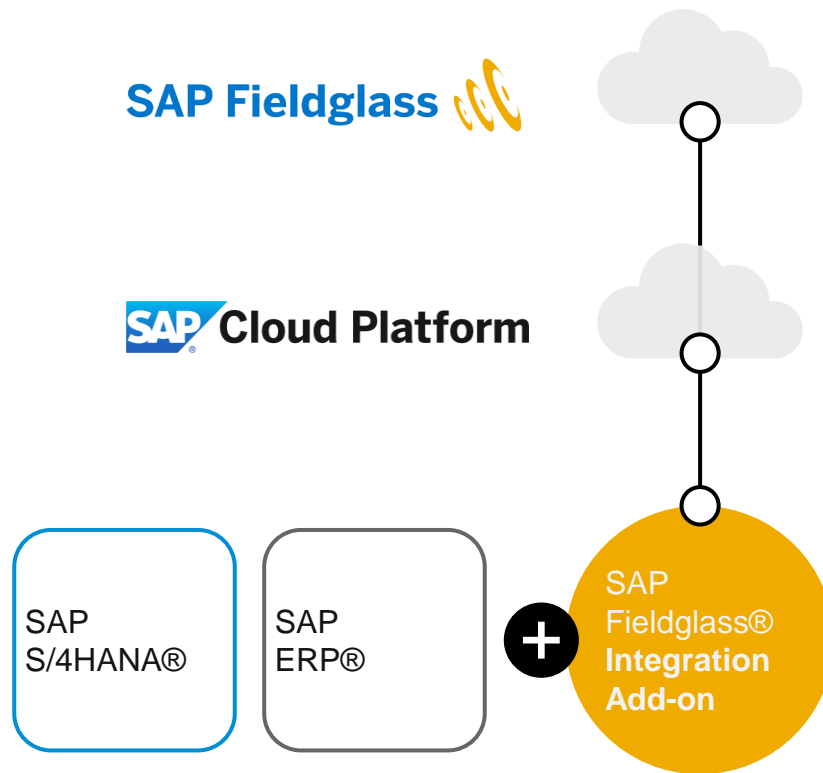 SAP Fieldglass
SAP® Cloud Platform
SAP
S/4HANA®
SAP
ERP®
+
SAP
Fieldglass®
Integration
Add-on